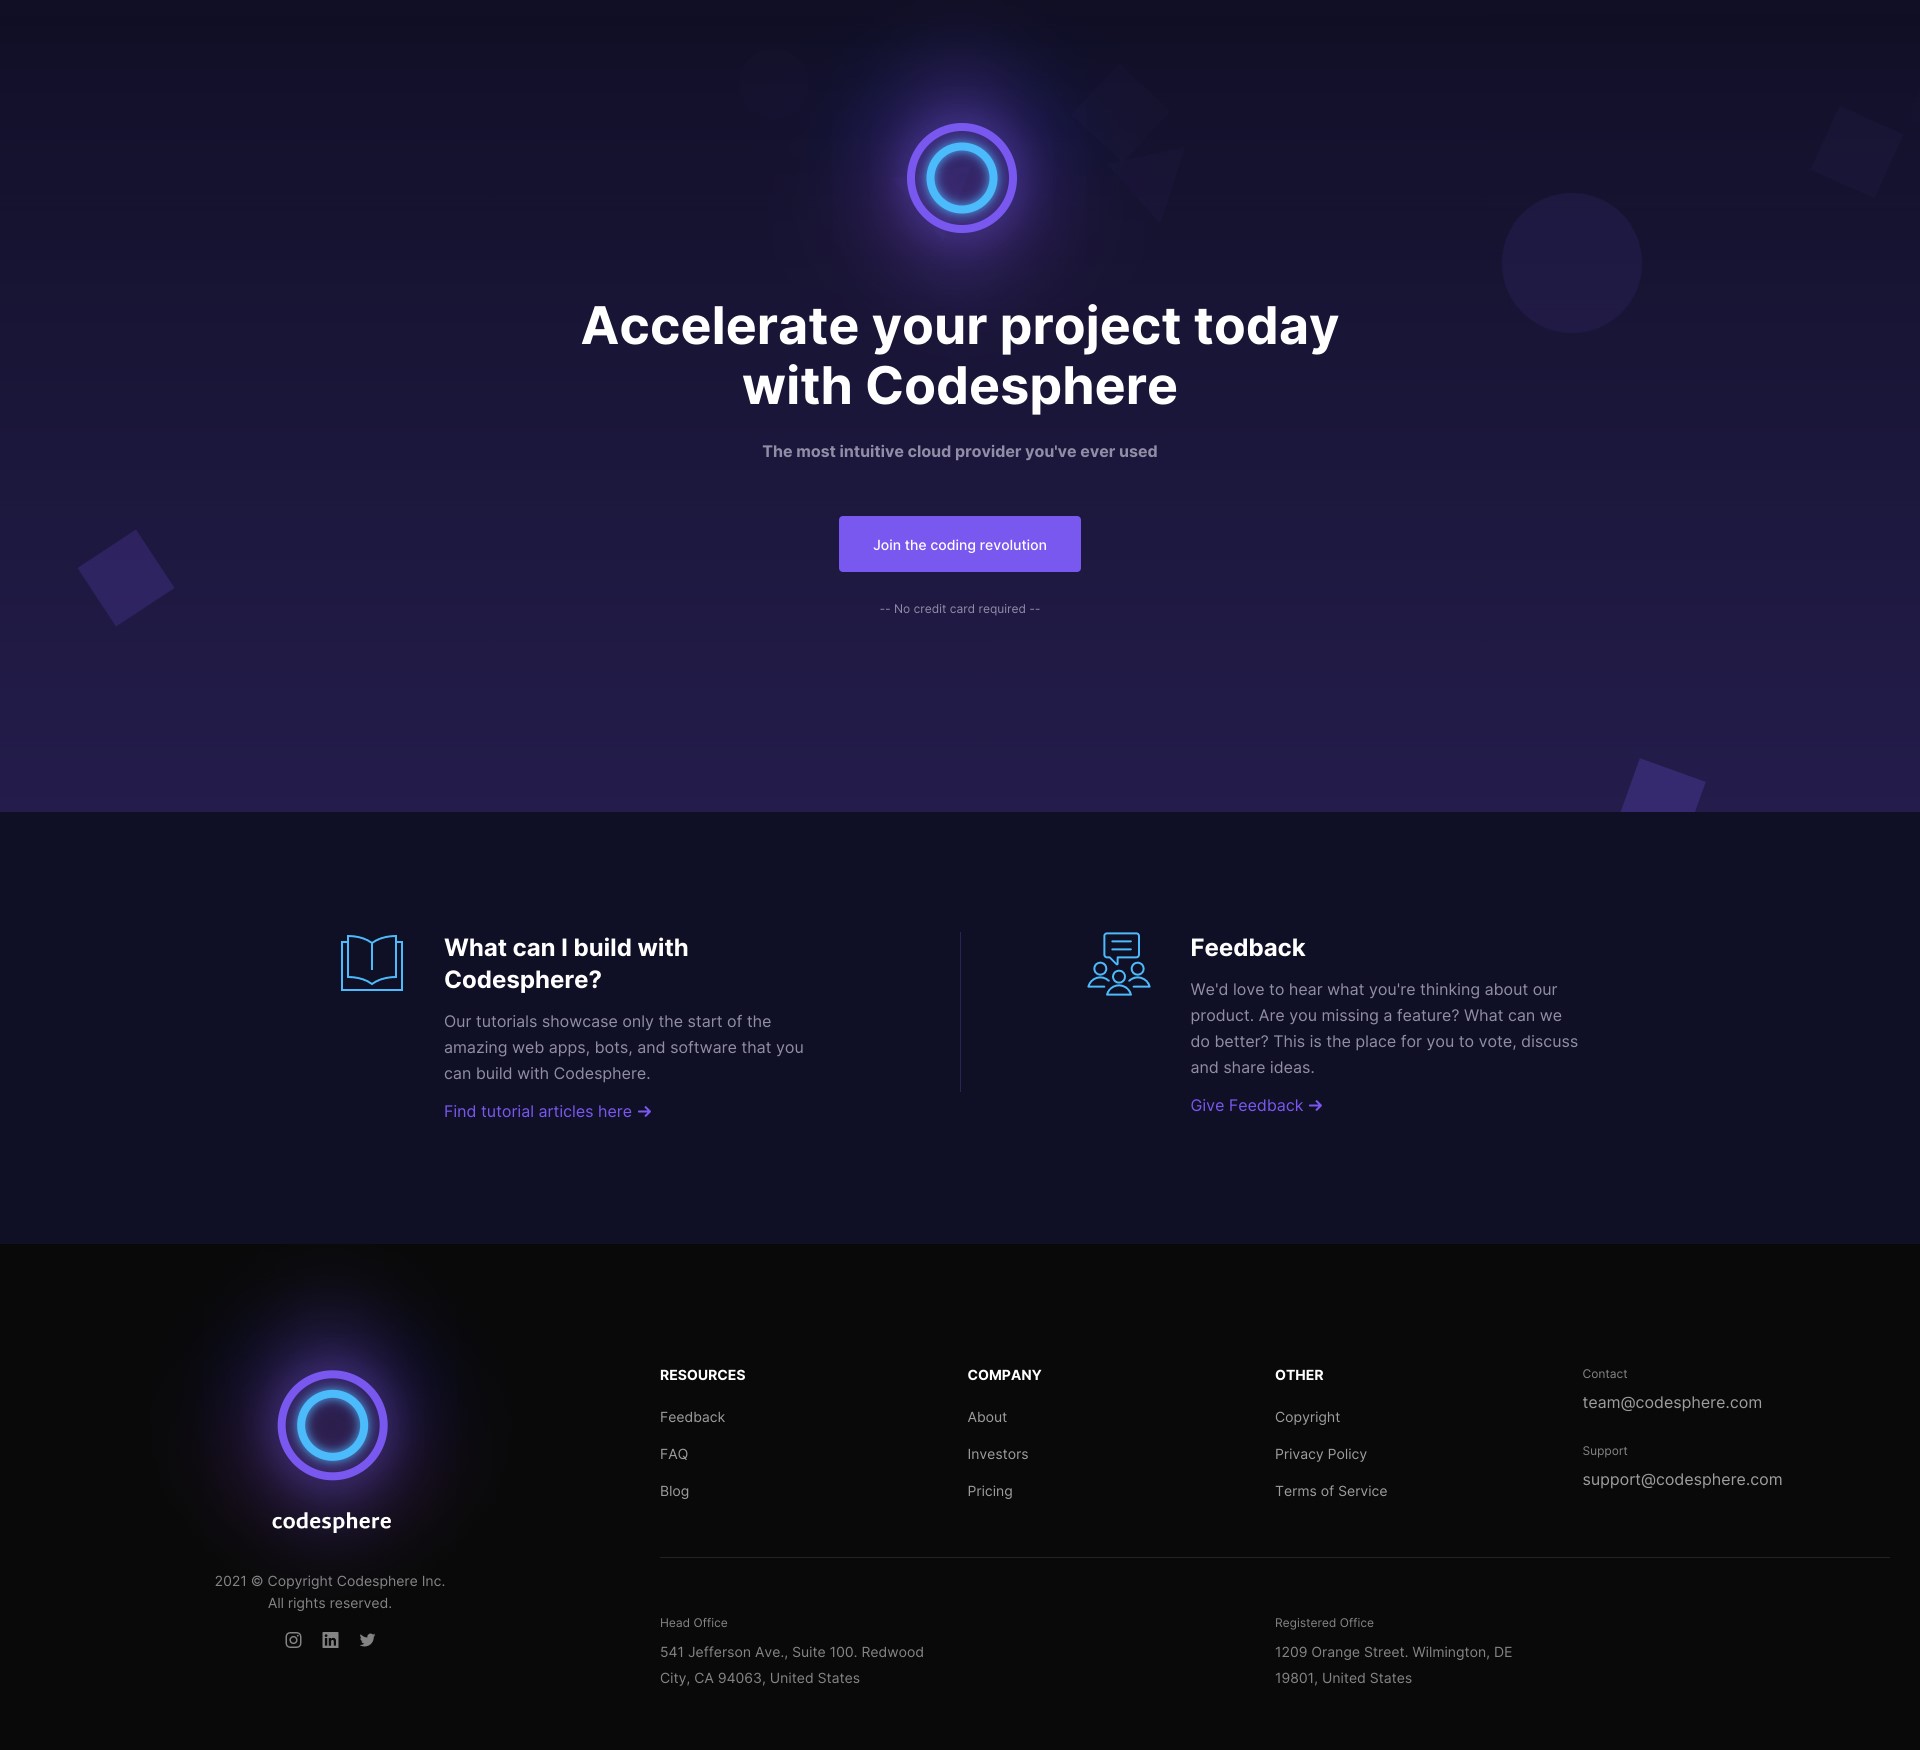 Accelerate your project today
with Codesphere
The most intuitive cloud provider you've ever used
Join the coding revolution
-- No credit card required --
What can I build with
Codesphere?
Our tutorials showcase only the start of the
amazing web apps, bots, and software that you
can build with Codesphere.
Find tutorial articles here →
Feedback
We'd love to hear what you're thinking about our
product. Are you missing a feature? What can we
do better? This is the place for you to vote, discuss
and share ideas.
Give Feedback →
codesphere
2021 © Copyright Codesphere Inc.
All rights reserved.
RESOURCES
Feedback
FAQ
Blog
COMPANY
About
Investors
Pricing
OTHER
Copyright
Privacy Policy
Terms of Service
Contact
team@codesphere.com
Support
support@codesphere.com
Head Office
541 Jefferson Ave., Suite 100. Redwood
City, CA 94063, United States
Registered Office
1209 Orange Street. Wilmington, DE
19801, United States